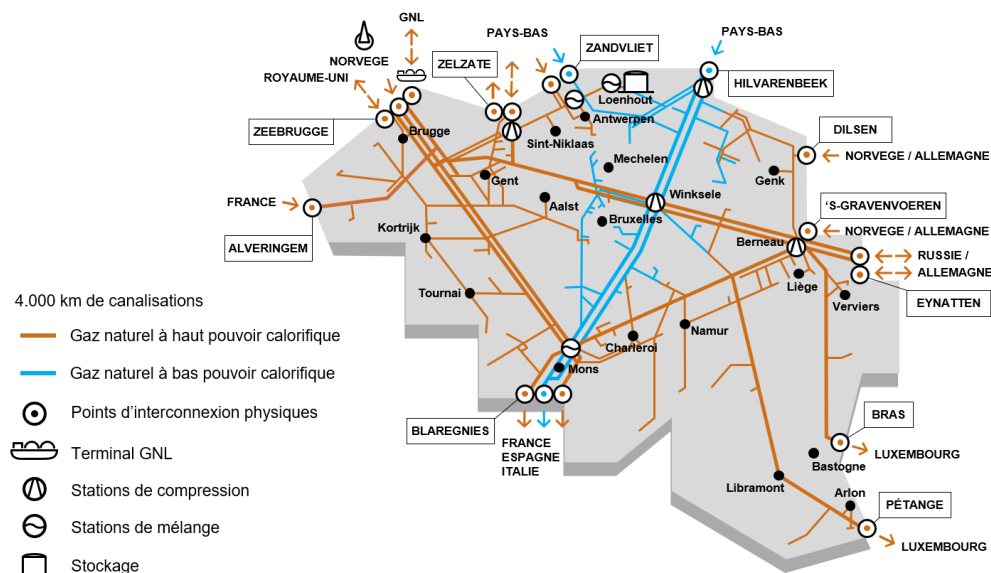 GNL
NORVEGE
ROYAUME-UNI
ZEEBRUGGE
ZELZATE
PAYS-BAS
ZANDVLIET
PAYS-BAS
HILVARENBEEK
Loenhout
Antwerpen
Brugge
Sint-Niklaas
DILSEN
NORVEGE / ALLEMAGNE
Mechelen
Genk
Gent
Winksele
FRANCE
Aalst
'S-GRAVENVOEREN
Bruxelles
NORVEGE / ALLEMAGNE
ALVERINGEM
Kortrijk
Berneau
RUSSIE /
ALLEMAGNE
Liège
EYNATTEN
Verviers
Tournai
Namur
Charleroi
Mons
BLAREGNIES
FRANCE
ESPAGNE
ITALIE
BRAS
LUXEMBOURG
Bastogne
Libramont
Arlon
PÉTANGE
LUXEMBOURG
4.000 km de canalisations
Gaz naturel à haut pouvoir calorifique
Gaz naturel à bas pouvoir calorifique
Points d'interconnexion physiques
Terminal GNL
Stations de compression
Stations de mélange
Stockage